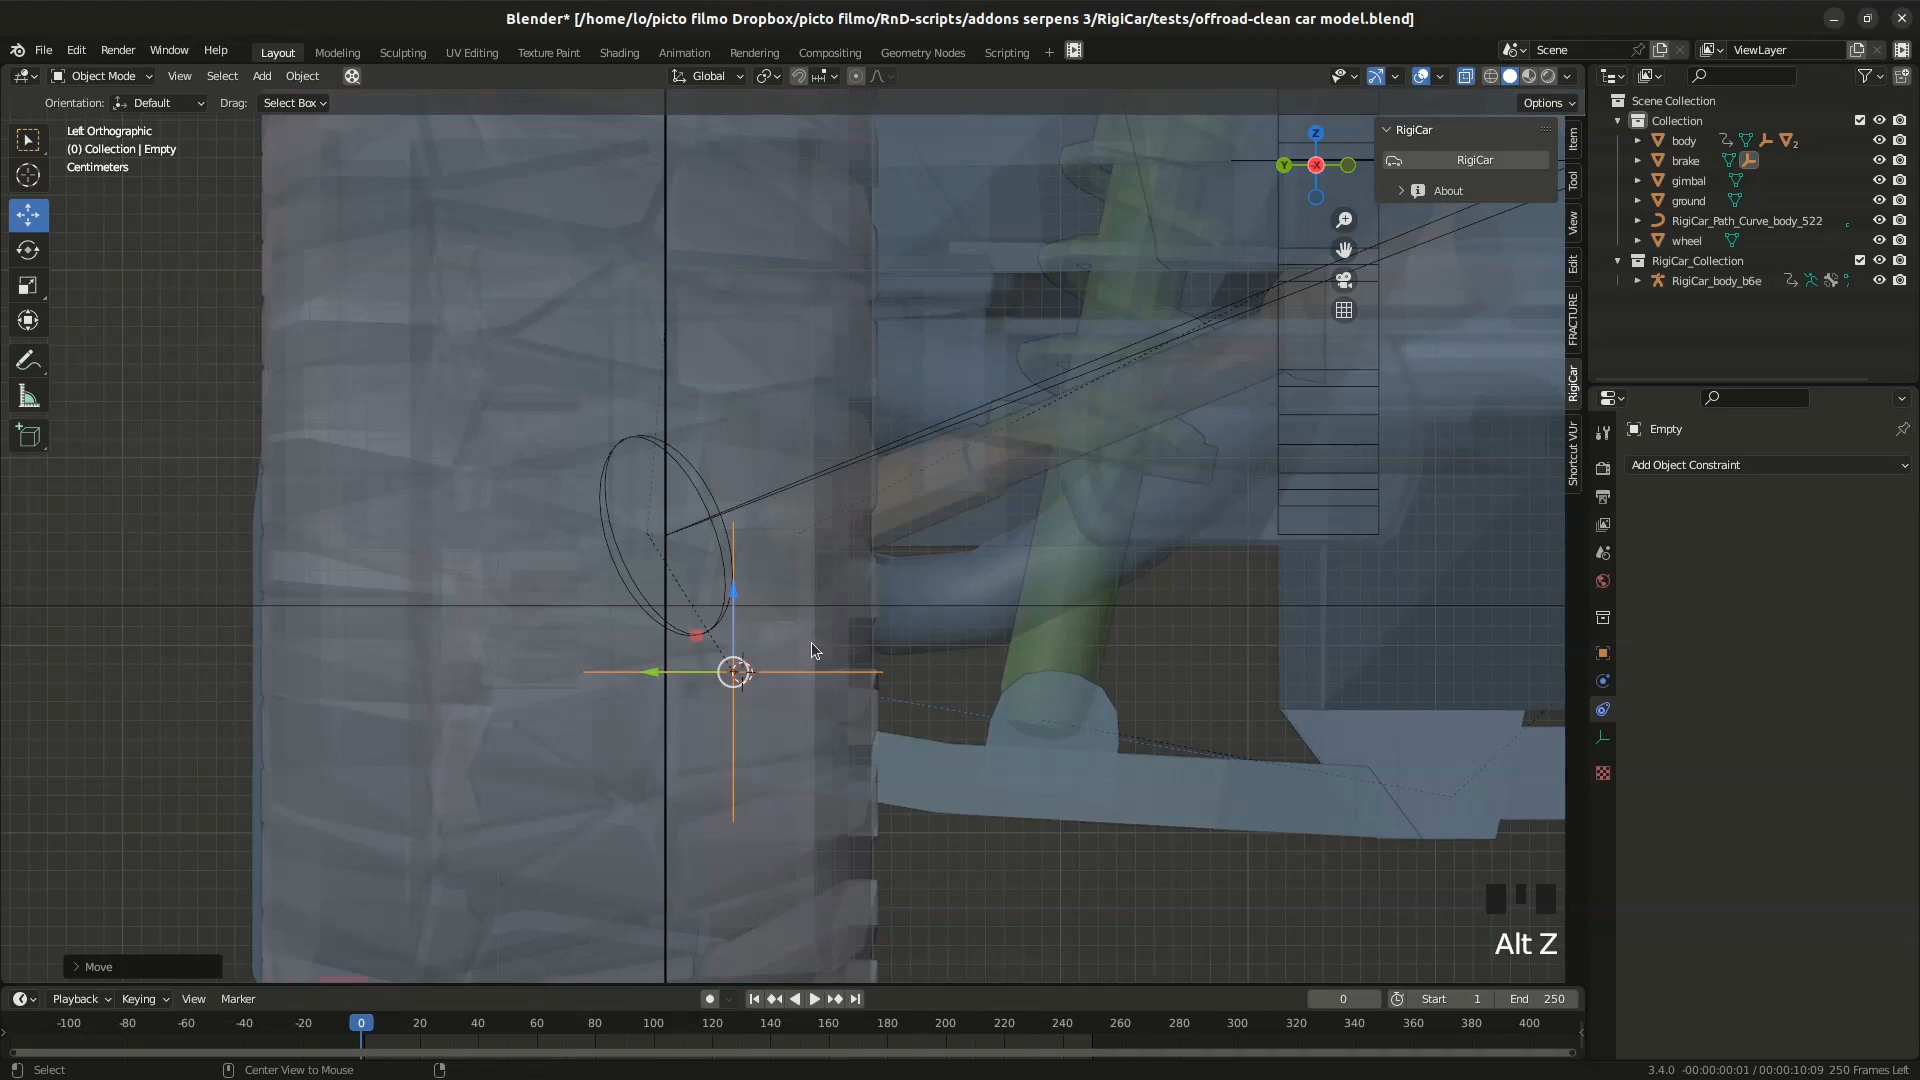 Blender* [/home/lo/picto filmo Dropbox/picto filmo/RnD-scripts/addons serpens 3/RigiCar/tests/offroad-clean car model.blend]
File Edit Render Window Help Layout Modeling Sculpting UV Editing Texture Paint Shading Animation Rendering Compositing Geometry Nodes Scripting + Scene ViewLayer
Object Mode View Select Add Object Global
Orientation: Default Drag: Select Box Options
Left Orthographic
(0) Collection | Empty
Centimeters
RigiCar
RigiCar
About
Z
Y
X
Item
Tool
View
Edit
FRACTURE
RigiCar
Shortcut VUr
Scene Collection
Collection
body 2
brake
gimbal
ground
RigiCar_Path_Curve_body_522
wheel
RigiCar_Collection
RigiCar_body_b6e
Empty
Add Object Constraint
Alt Z
Move
Playback Keying View Marker 0 Start 1 End 250
-100 -80 -60 -40 -20 0 20 40 60 80 100 120 140 160 180 200 220 240 260 280 300 320 340 360 380 400
Select Center View to Mouse 3.4.0 -00:00:00:01 / 00:00:10:09 250 Frames Left